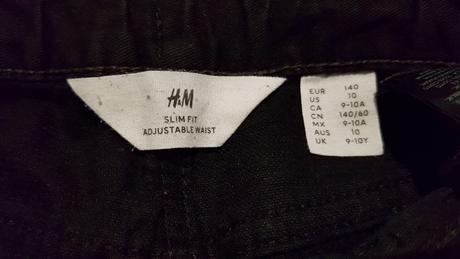 H&M
SLIM FIT
ADJUSTABLE WAIST
EUR 140
US 10
CA 9-10A
CN 140/60
MX 9-10A
AUS 10
UK 9-10Y